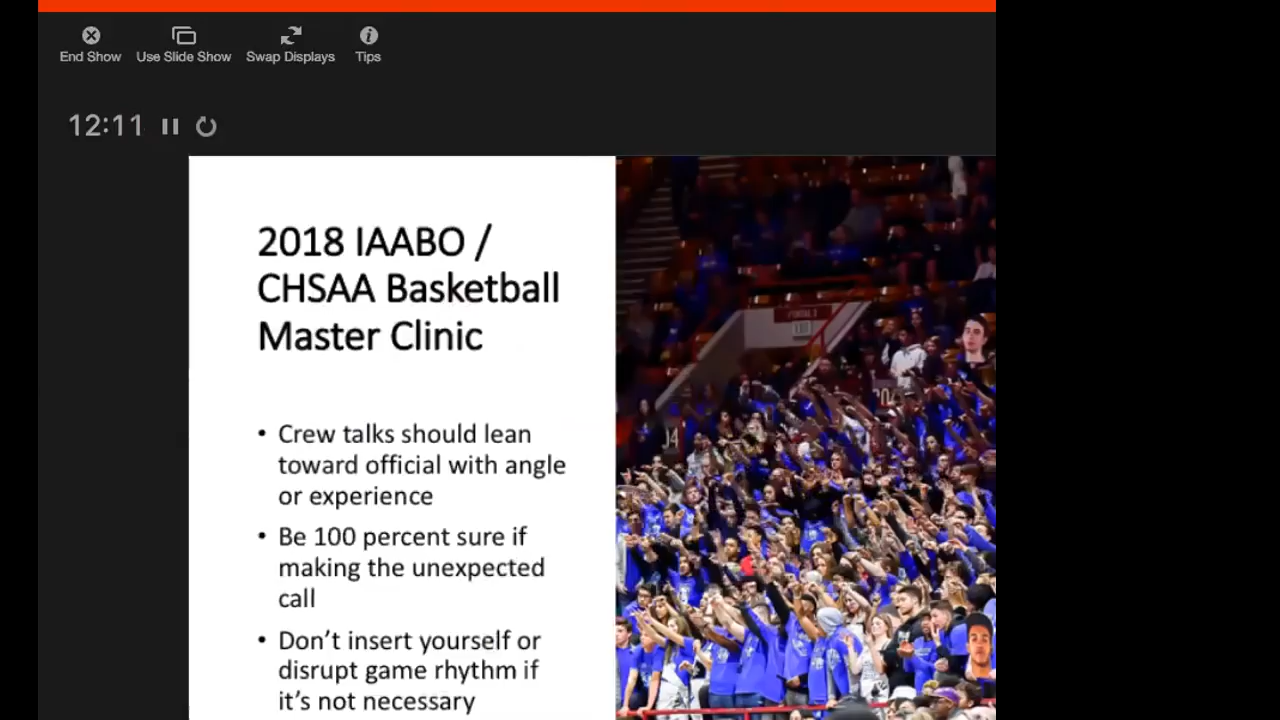 End Show
Use Slide Show
Swap Displays
Tips
12:11
2018 IAABO /
CHSAA Basketball
Master Clinic
• Crew talks should lean
toward official with angle
or experience
• Be 100 percent sure if
making the unexpected
call
• Don’t insert yourself or
disrupt game rhythm if
it’s not necessary